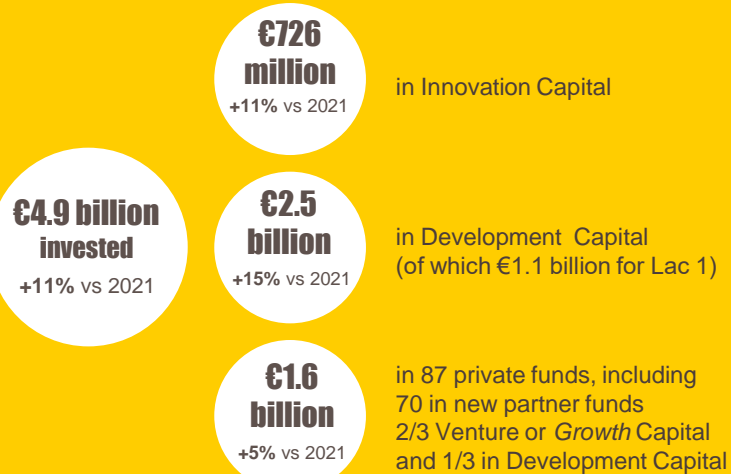 €4.9 billion
invested
+11% vs 2021
€726
million
+11% vs 2021
in Innovation Capital
€2.5
billion
+15% vs 2021
in Development Capital
(of which €1.1 billion for Lac 1)
€1.6
billion
+5% vs 2021
in 87 private funds, including
70 in new partner funds
2/3 Venture or Growth Capital
and 1/3 in Development Capital